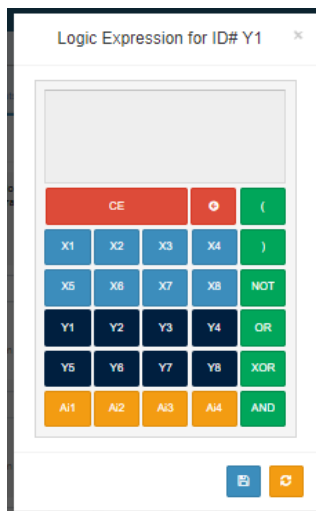 Logic Expression for ID# Y1 ×
CE (
X1 X2 X3 X4 )
X5 X6 X7 X8 NOT
Y1 Y2 Y3 Y4 OR
Y5 Y6 Y7 Y8 XOR
Ai1 Ai2 Ai3 Ai4 AND